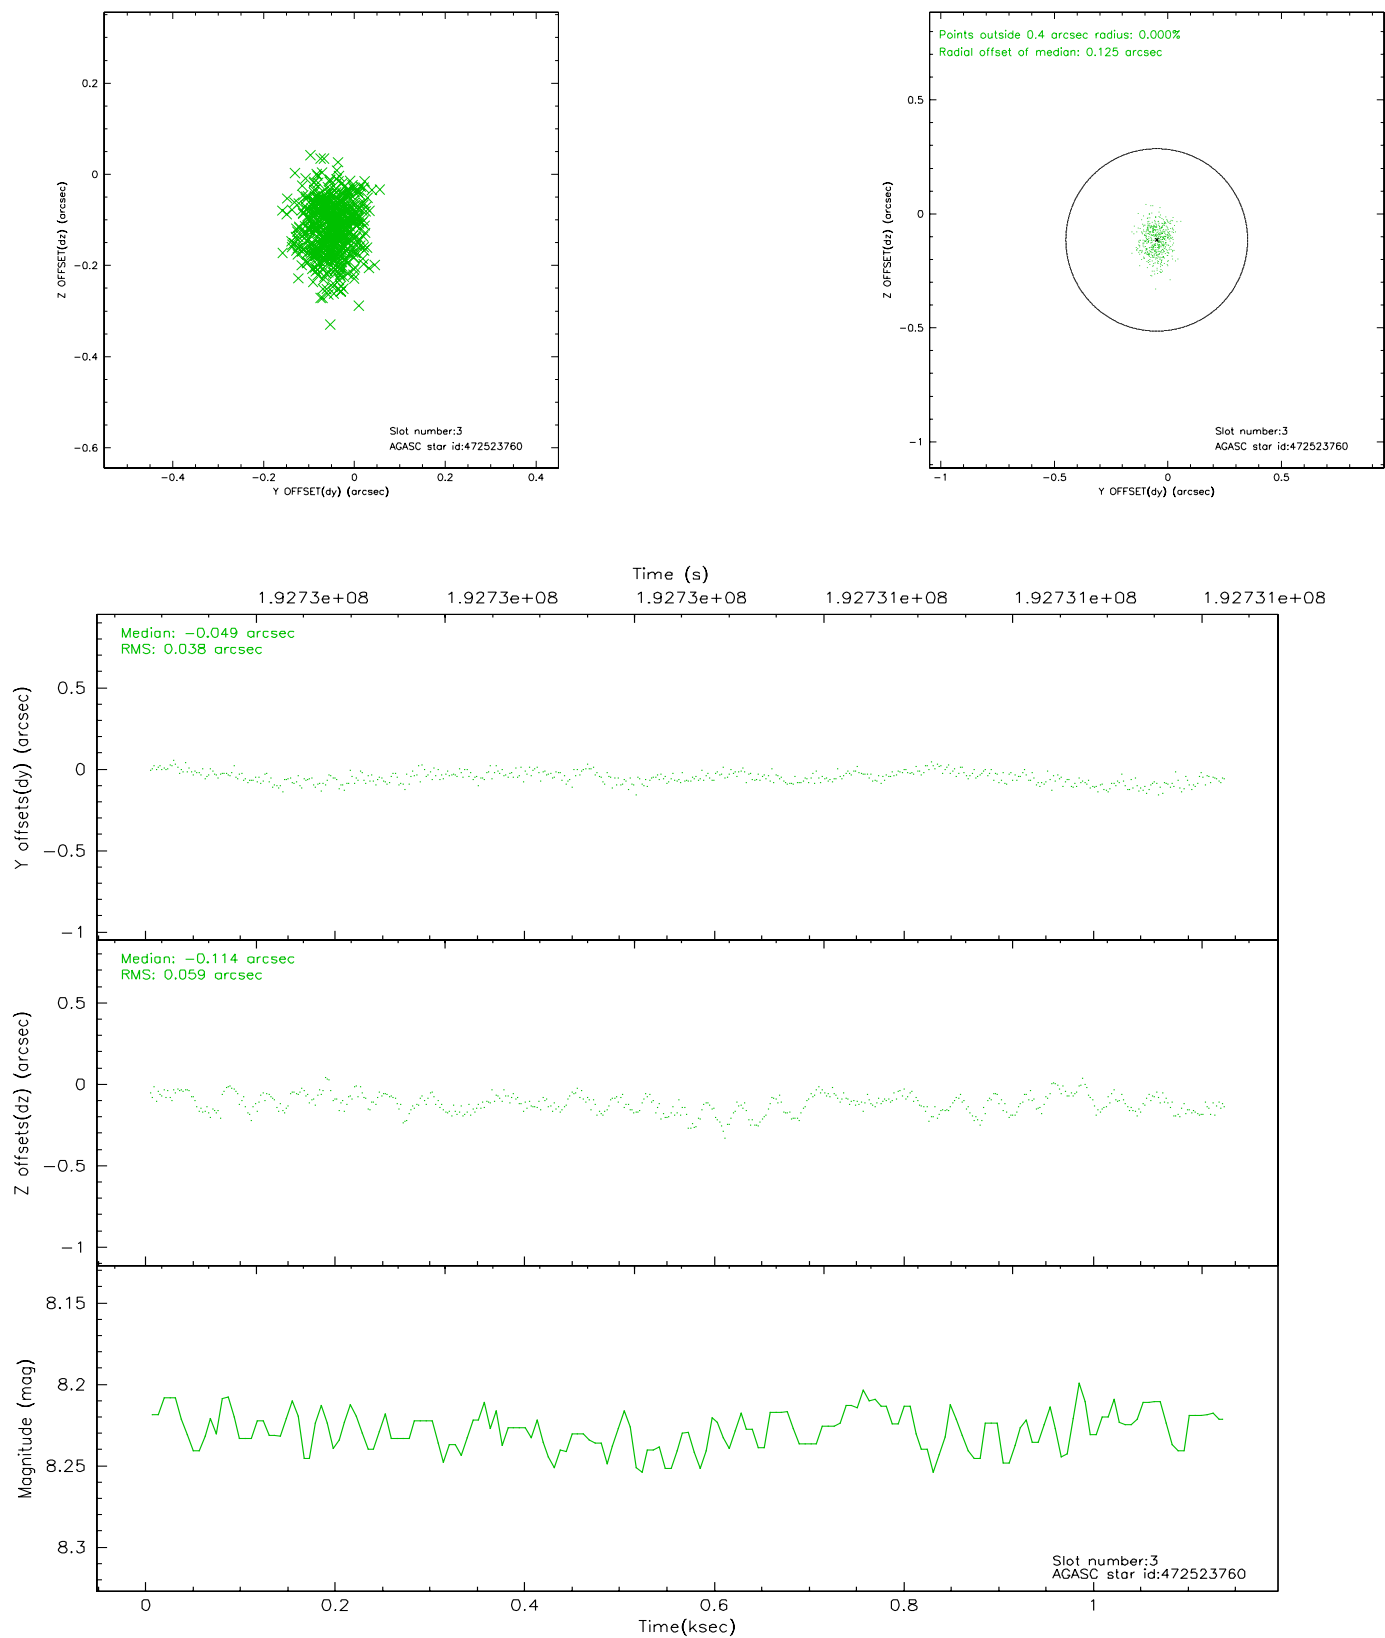 0.2
0
−0.2
−0.4
−0.6
Z OFFSET(dz) (arcsec)
Slot number:3
AGASC star id:472523760
−0.4 −0.2 0 0.2 0.4
Y OFFSET(dy) (arcsec)
Points outside 0.4 arcsec radius: 0.000%
Radial offset of median: 0.125 arcsec
0.5
0
−0.5
−1
Z OFFSET(dz) (arcsec)
Slot number:3
AGASC star id:472523760
−1 −0.5 0 0.5
Y OFFSET(dy) (arcsec)
Time (s)
1.9273e+08 1.9273e+08 1.9273e+08 1.92731e+08 1.92731e+08 1.92731e+08
Median: −0.049 arcsec
RMS: 0.038 arcsec
0.5
0
−0.5
−1
Y offsets(dy) (arcsec)
Median: −0.114 arcsec
RMS: 0.059 arcsec
0.5
0
−0.5
−1
Z offsets(dz) (arcsec)
8.15
8.2
8.25
8.3
Magnitude (mag)
Slot number:3
AGASC star id:472523760
0 0.2 0.4 0.6 0.8 1
Time(ksec)